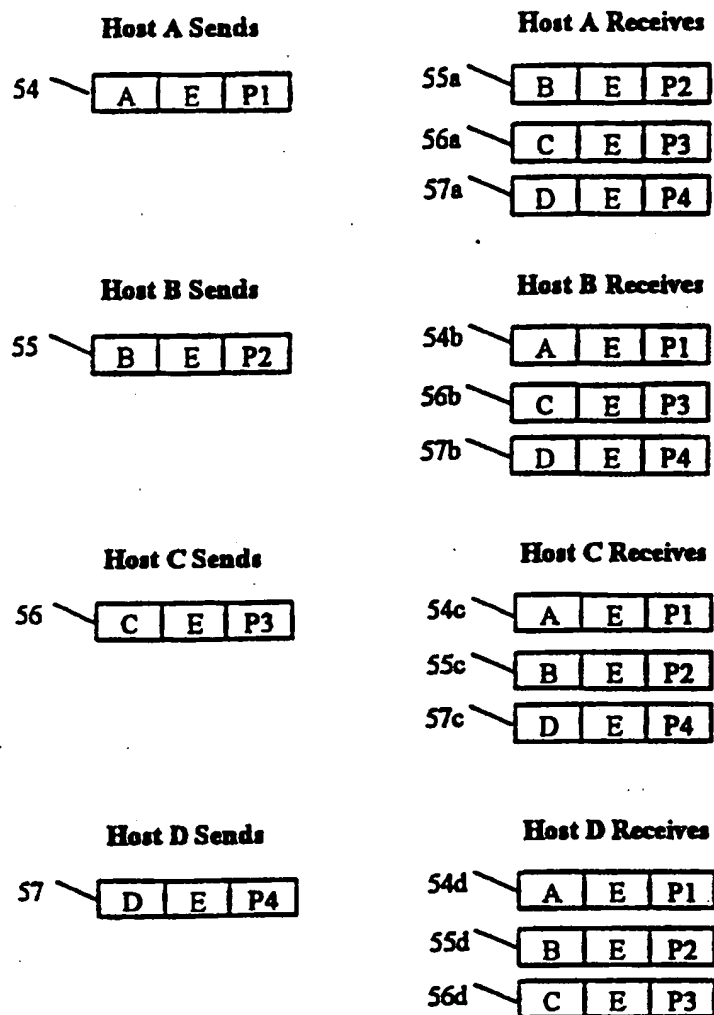 Host A Sends
54 A E P1
Host A Receives
55a B E P2
56a C E P3
57a D E P4
Host B Sends
55 B E P2
Host B Receives
54b A E P1
56b C E P3
57b D E P4
Host C Sends
56 C E P3
Host C Receives
54c A E P1
55c B E P2
57c D E P4
Host D Sends
57 D E P4
Host D Receives
54d A E P1
55d B E P2
56d C E P3